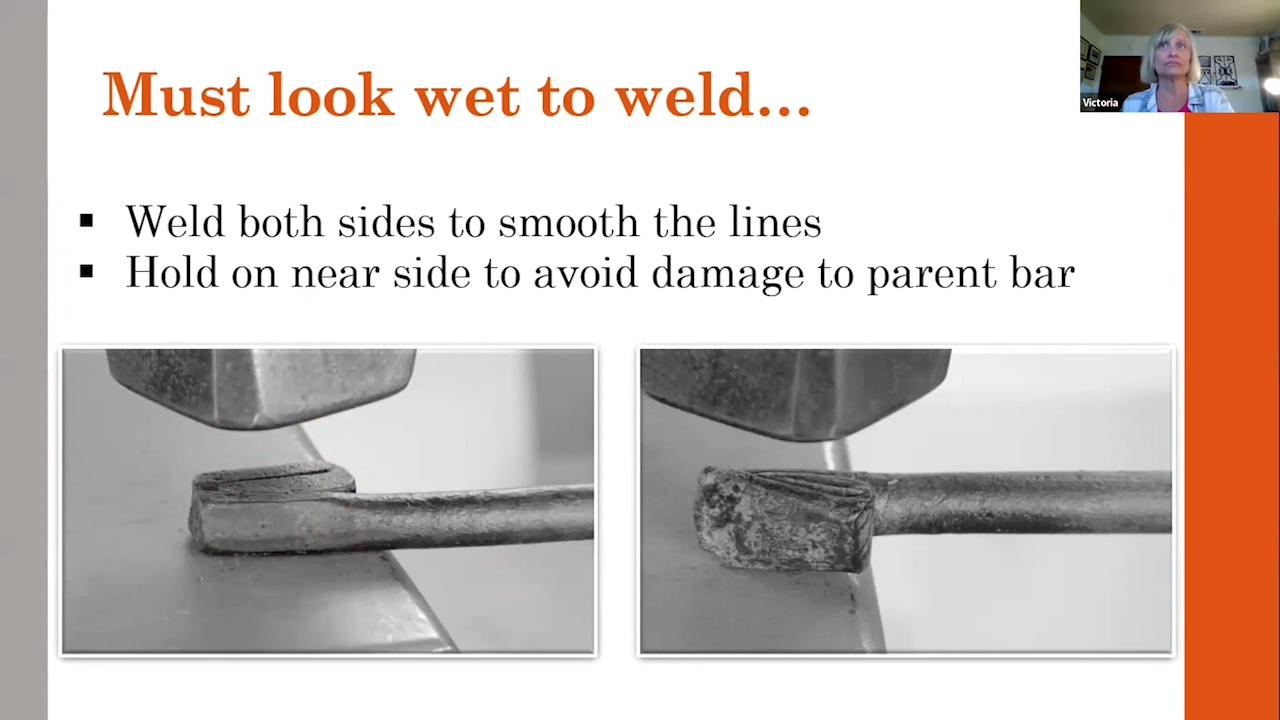 Must look wet to weld...
Victoria
▪ Weld both sides to smooth the lines
▪ Hold on near side to avoid damage to parent bar